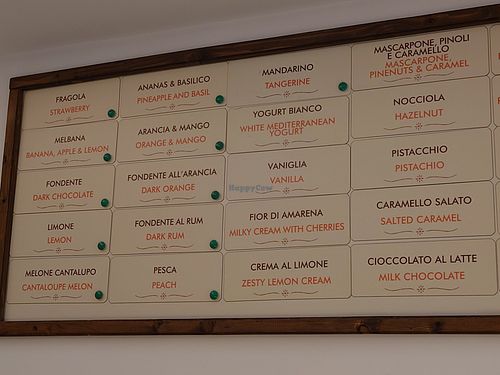 FRAGOLA
STRAWBERRY
MELBANA
BANANA, APPLE & LEMON
FONDENTE
DARK CHOCOLATE
LIMONE
LEMON
MELONE CANTALUPO
CANTALOUPE MELON
ANANAS & BASILICO
PINEAPPLE AND BASIL
ARANCIA & MANGO
ORANGE & MANGO
FONDENTE ALL'ARANCIA
DARK ORANGE
FONDENTE AL RUM
DARK RUM
PESCA
PEACH
MANDARINO
TANGERINE
YOGURT BIANCO
WHITE MEDITERRANEAN
YOGURT
VANIGLIA
VANILLA
FIOR DI AMARENA
MILKY CREAM WITH CHERRIES
CREMA AL LIMONE
ZESTY LEMON CREAM
MASCARPONE, PINOLI
E CARAMELLO
MASCARPONE,
PINENUTS & CARAMEL
NOCCIOLA
HAZELNUT
PISTACCHIO
PISTACHIO
CARAMELLO SALATO
SALTED CARAMEL
CIOCCOLATO AL LATTE
MILK CHOCOLATE
HappyCow